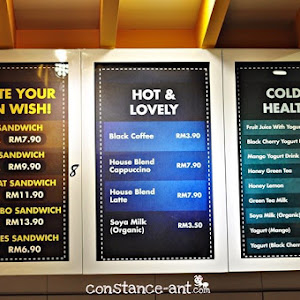 TE YOUR
N WISH!
SANDWICH
RM7.90
SANDWICH
RM9.90
AT SANDWICH
RM11.90
BO SANDWICH
RM13.90
ES SANDWICH
RM6.90
8
HOT &
LOVELY
Black Coffee RM3.90
House Blend
Cappuccino RM7.90
House Blend
Latte RM7.90
Soya Milk
(Organic) RM3.50
COLD
HEALT
Fruit Juice With Yogu
Black Cherry Yogurt
Mango Yogurt Drink
Honey Green Tea
Honey Lemon
Green Tea Milk
Soya Milk (Organic)
Yogurt (Mango)
Yogurt (Black Cherry
constance-ant.com